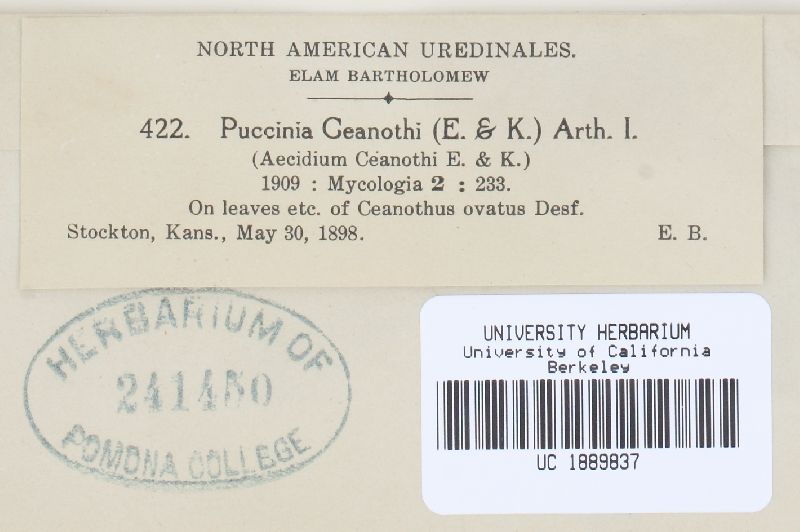 NORTH AMERICAN UREDINALES.
ELAM BARTHOLOMEW
422. Puccinia Ceanothi (E. & K.) Arth. I.
(Aecidium Ceanothi E. & K.)
1909 : Mycologia 2 : 233.
On leaves etc. of Ceanothus ovatus Desf.
Stockton, Kans., May 30, 1898. E. B.
HERBARIUM OF
241450
POMONA COLLEGE
UNIVERSITY HERBARIUM
University of California
Berkeley
UC 1889837